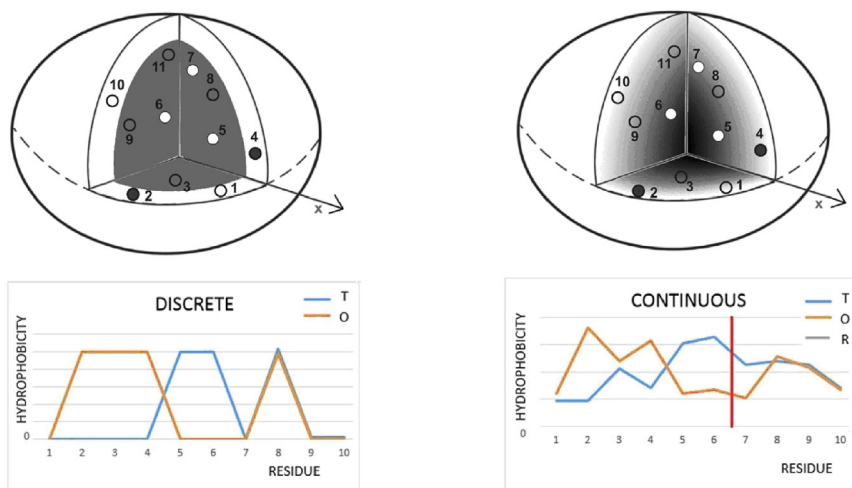 7
11
8
10
6
5
4
9
3
2
1
x
7
11
8
10
6
5
4
9
3
2
1
x
DISCRETE
T
O
HYDROPHOBICITY
0
1 2 3 4 5 6 7 8 9 10
RESIDUE
CONTINUOUS
T
O
R
HYDROPHOBICITY
0
1 2 3 4 5 6 7 8 9 10
RESIDUE